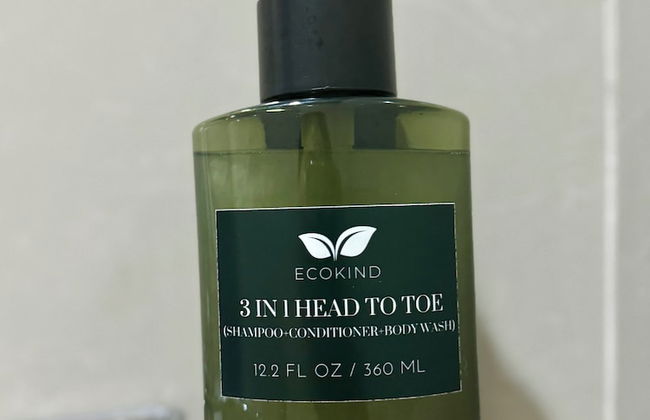 ECOKIND
3 IN 1 HEAD TO TOE
(SHAMPOO+CONDITIONER+BODY WASH)
12.2 FL OZ / 360 ML